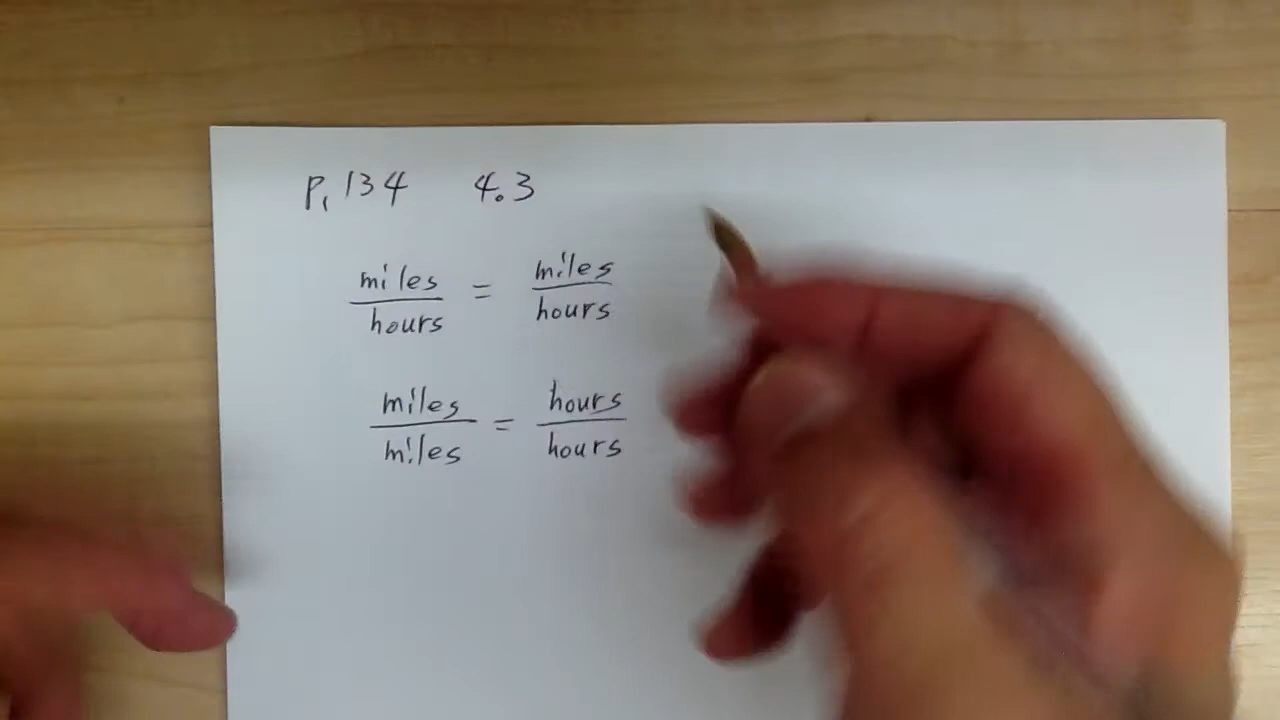 p. 134 4.3
miles = miles
hours hours
miles = hours
miles hours